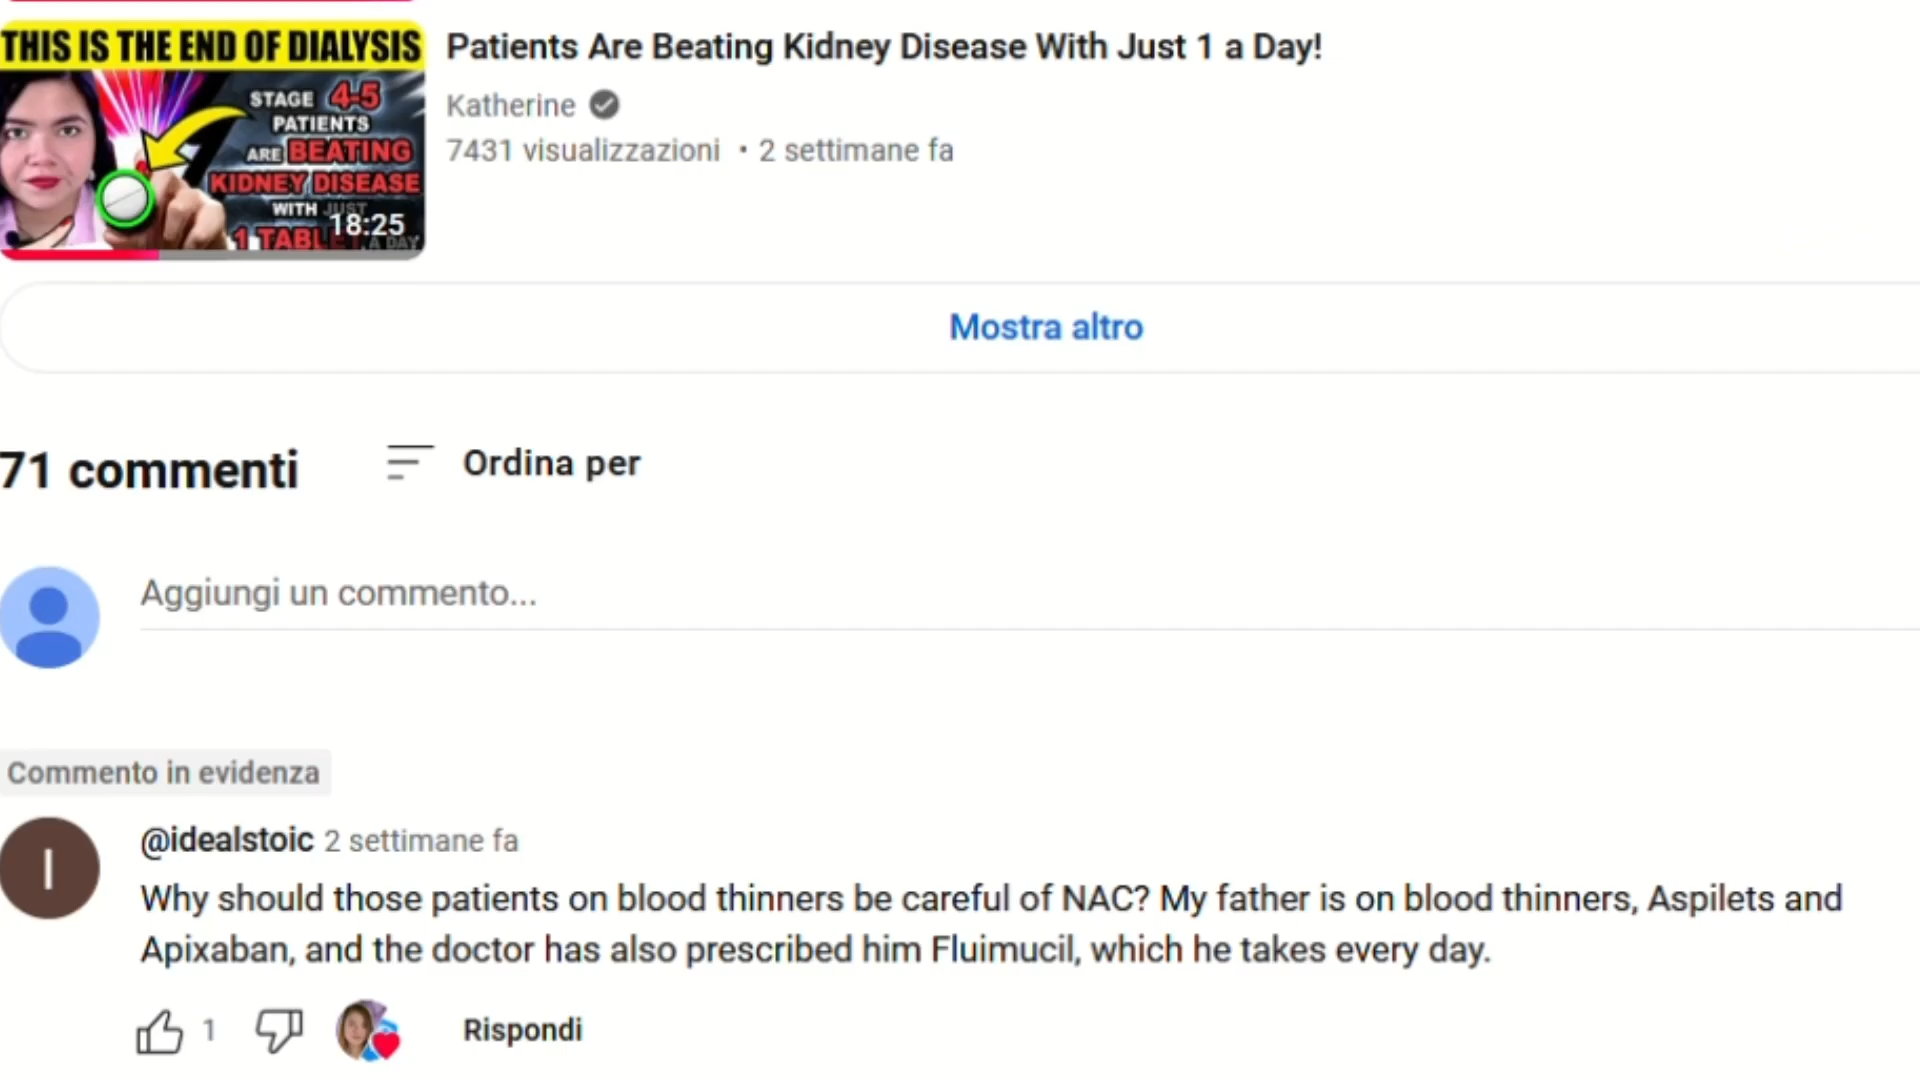 THIS IS THE END OF DIALYSIS
STAGE 4-5
PATIENTS
ARE BEATING
KIDNEY DISEASE
WITH JUST
1 TABLET A DAY
18:25
Patients Are Beating Kidney Disease With Just 1 a Day!
Katherine
7431 visualizzazioni • 2 settimane fa
Mostra altro
71 commenti
Ordina per
Aggiungi un commento...
Commento in evidenza
I
@idealstoic 2 settimane fa
Why should those patients on blood thinners be careful of NAC? My father is on blood thinners, Aspilets and
Apixaban, and the doctor has also prescribed him Fluimucil, which he takes every day.
1
Rispondi